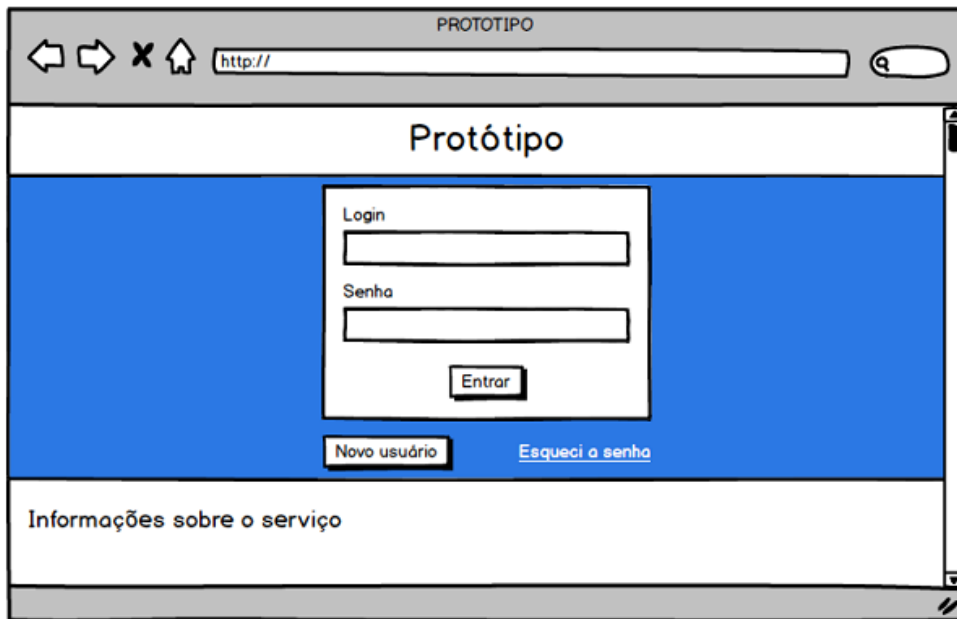 PROTOTIPO
http://
Protótipo
Login
Senha
Entrar
Novo usuário
Esqueci a senha
Informações sobre o serviço